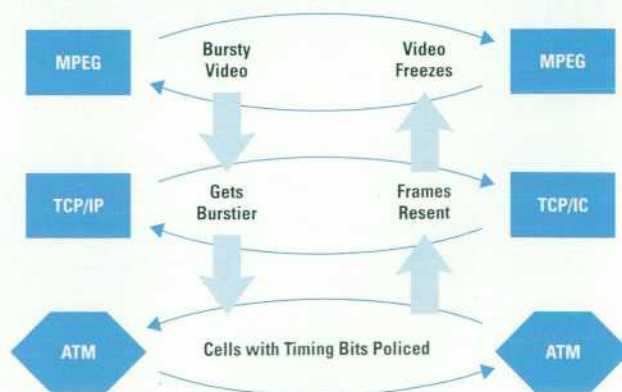 MPEG
Bursty
Video
Video
Freezes
MPEG
TCP/IP
Gets
Burstier
Frames
Resent
TCP/IC
ATM
Cells with Timing Bits Policed
ATM